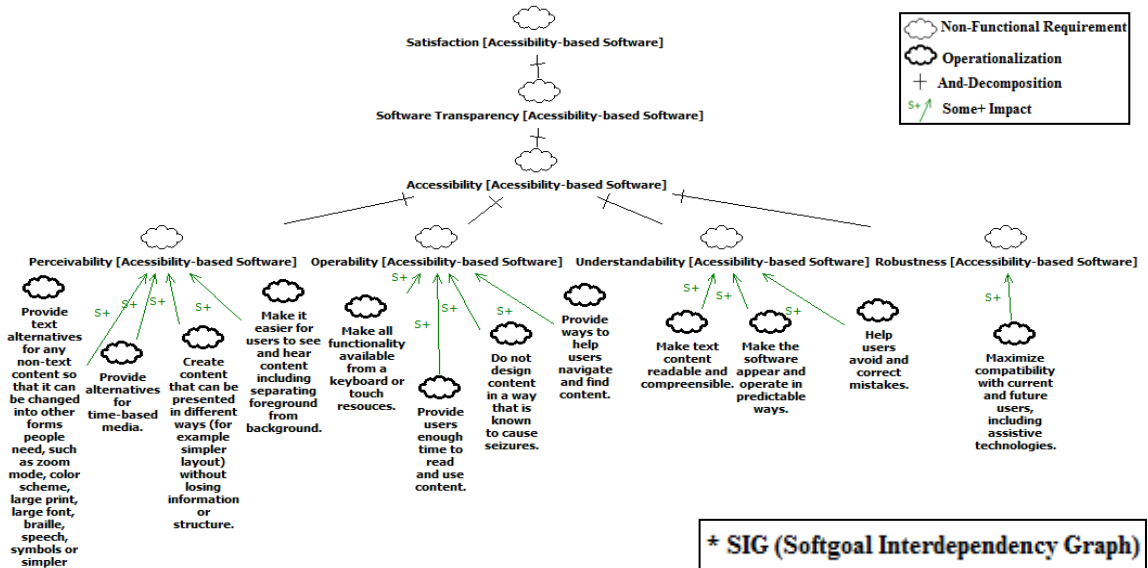 Satisfaction [Acessibility-based Software]
Software Transparency [Acessibility-based Software]
Accessibility [Acessibility-based Software]
Non-Functional Requirement
Operationalization
And-Decomposition
S+
Some+ Impact
Perceivability [Acessibility-based Software]
Operability [Acessibility-based Software]
Understandability [Acessibility-based Software]
Robustness [Accessibility-based Software]
S+
S+
S+
S+
Provide
text
alternatives
for any
non-text
content so
that it can
be changed
into other
forms
people
need, such
as zoom
mode, color
scheme,
large print,
large font,
braille,
speech,
symbols or
simpler
Provide
alternatives
for
time-based
media.
Create
content
that can be
presented
in different
ways (for
example
simpler
layout)
without
losing
information
or
structure.
Make it
easier for
users to see
and hear
content
including
separating
foreground
from
background.
S+
S+
S+
S+
Make all
functionality
available
from a
keyboard or
touch
resouces.
Provide
users
enough
time to
read
and use
content.
Do not
design
content
in a way
that is
known
to cause
seizures.
Provide
ways to
help
users
navigate
and find
content.
S+
S+
S+
Make text
content
readable and
compreensible.
Make the
software
appear and
operate in
predictable
ways.
Help
users
avoid and
correct
mistakes.
S+
Maximize
compatibility
with current
and future
users,
including
assistive
technologies.
* SIG (Softgoal Interdependency Graph)